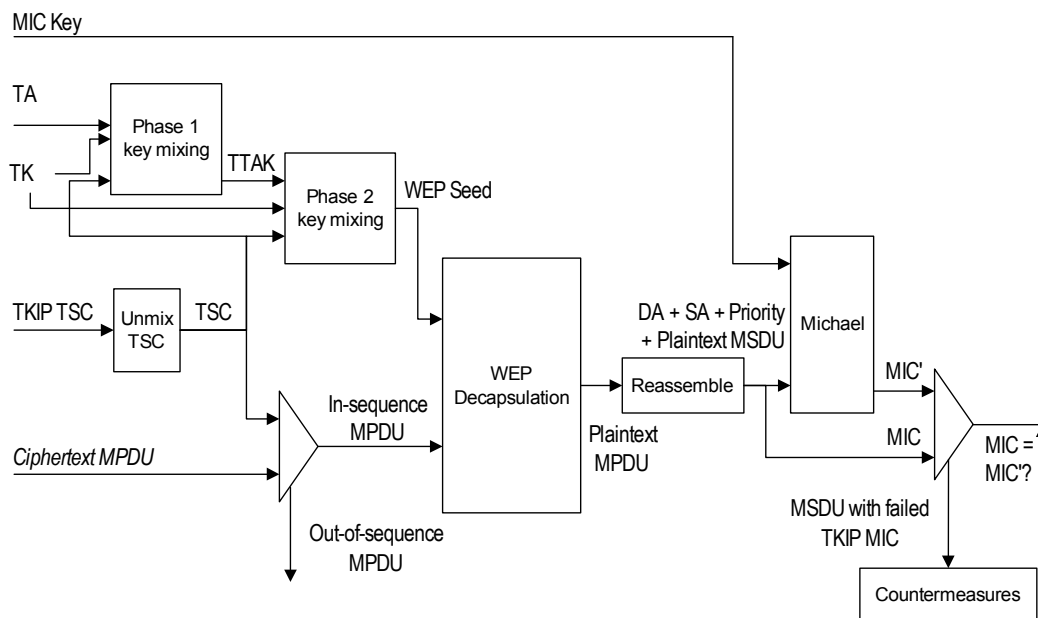 MIC Key
TA
Phase 1
key mixing
TK
TTAK
Phase 2
key mixing
WEP Seed
TKIP TSC
Unmix
TSC
TSC
DA + SA + Priority
+ Plaintext MSDU
Michael
WEP
Decapsulation
Reassemble
MIC'
In-sequence
MPDU
Plaintext
MPDU
MIC
MIC =
MIC'?
Ciphertext MPDU
Out-of-sequence
MPDU
MSDU with failed
TKIP MIC
Countermeasures